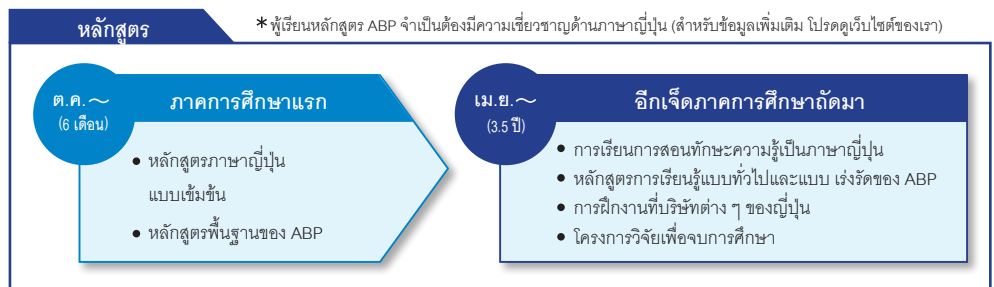 หลักสูตร
*ผู้เรียนหลักสูตร ABP จำเป็นต้องมีความเชี่ยวชาญด้านภาษาญี่ปุ่น (สำหรับข้อมูลเพิ่มเติม โปรดดูเว็บไซต์ของเรา)
ต.ค.～
(6 เดือน)
ภาคการศึกษาแรก
• หลักสูตรภาษาญี่ปุ่น
แบบเข้มข้น
• หลักสูตรพื้นฐานของ ABP
เม.ย.～
(3.5 ปี)
อีกเจ็ดภาคการศึกษาถัดมา
• การเรียนการสอนทักษะความรู้เป็นภาษาญี่ปุ่น
• หลักสูตรการเรียนรู้แบบทั่วไปและแบบ เร่งรัดของ ABP
• การฝึกงานที่บริษัทต่าง ๆ ของญี่ปุ่น
• โครงการวิจัยเพื่อจบการศึกษา